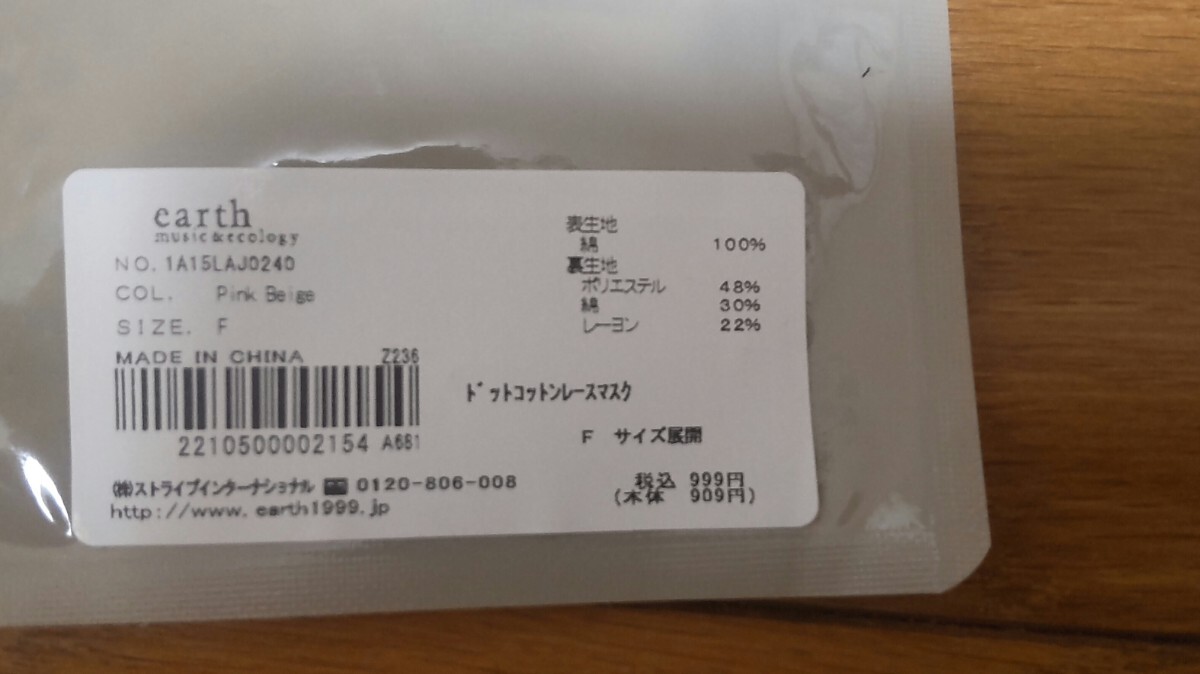 earth
music&ecology
NO. 1A15LAJ0240
COL. Pink Beige
SIZE. F
MADE IN CHINA Z236
2210500002154 A681
㈱ストライプインターナショナル 0120-806-008
http://www.earth1999.jp
表生地
綿 100%
裏生地
ポリエステル 48%
綿 30%
レーヨン 22%
ドットコットンレースマスク
F サイズ展開
税込 999円
(本体 909円)